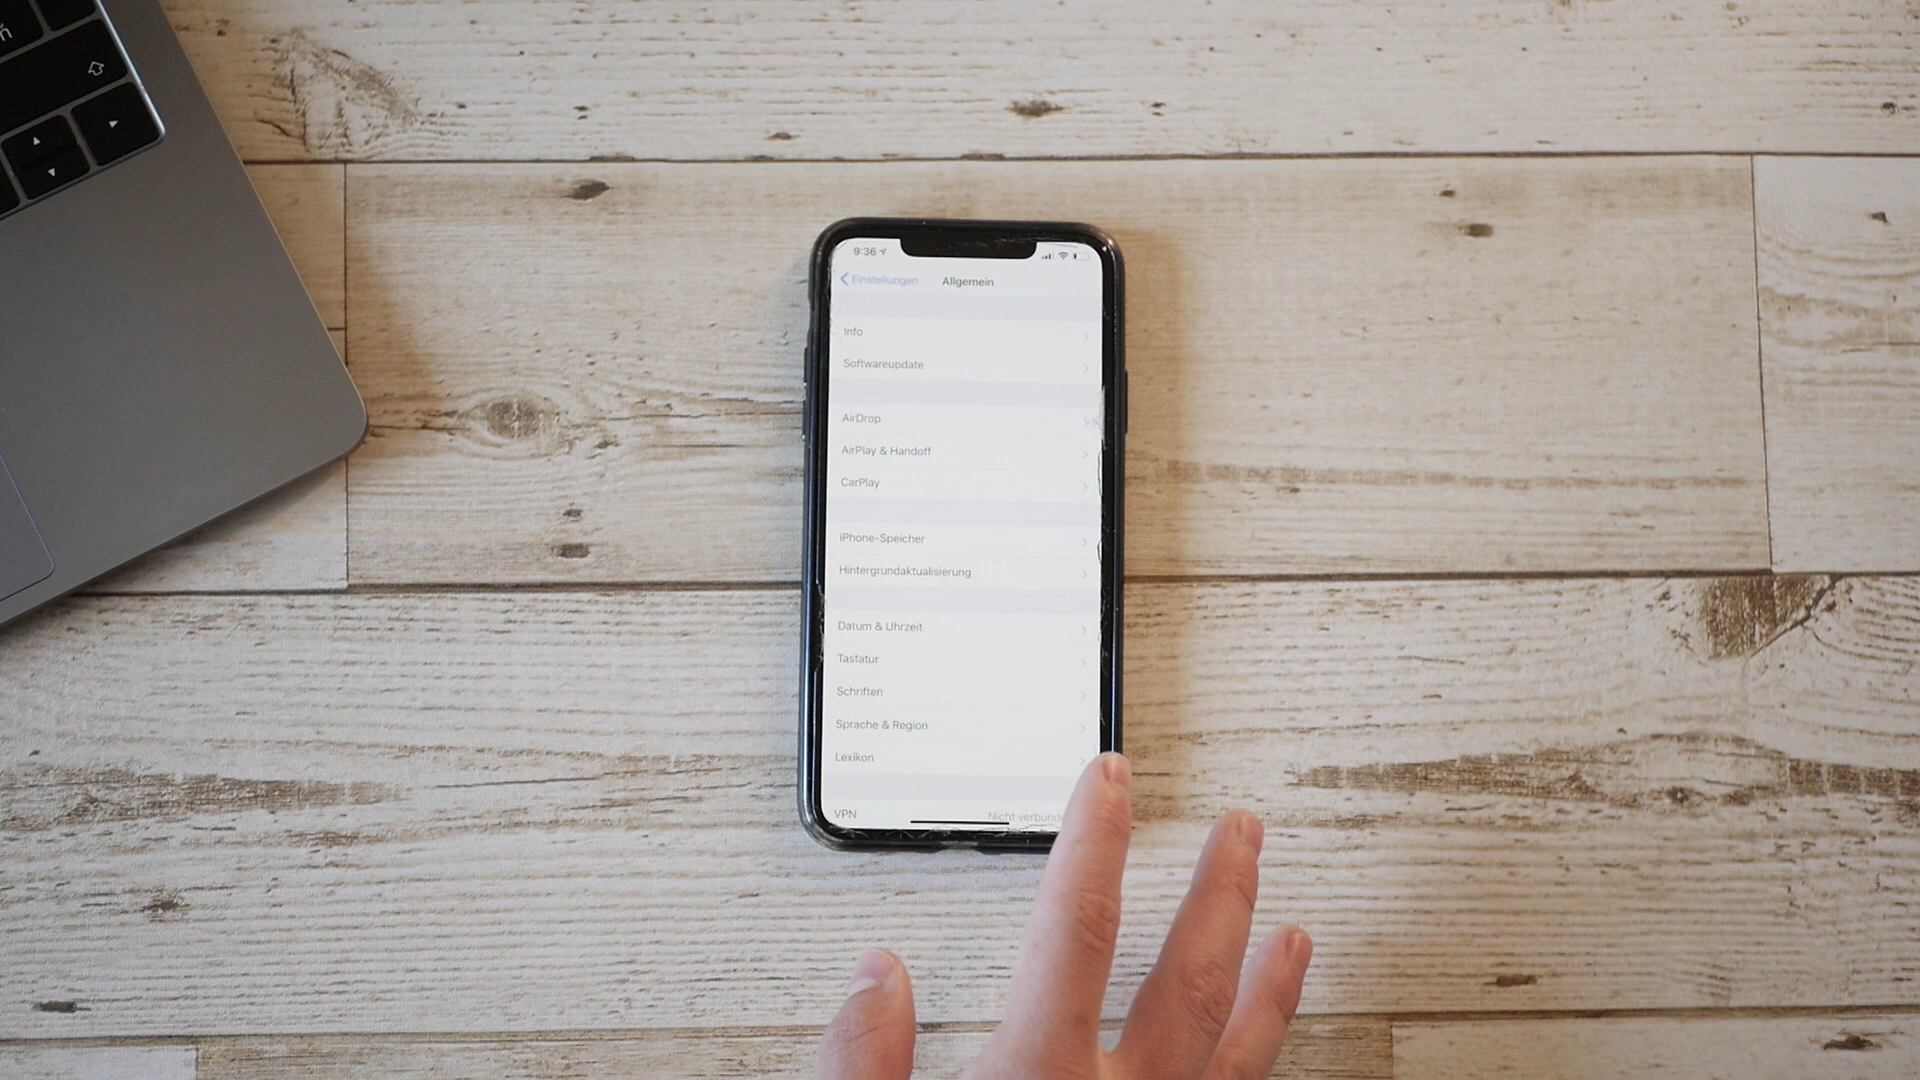 9:36
Einstellungen
Allgemein
Info
Softwareupdate
AirDrop
AirPlay & Handoff
CarPlay
iPhone-Speicher
Hintergrundaktualisierung
Datum & Uhrzeit
Tastatur
Schriften
Sprache & Region
Lexikon
VPN
Nicht